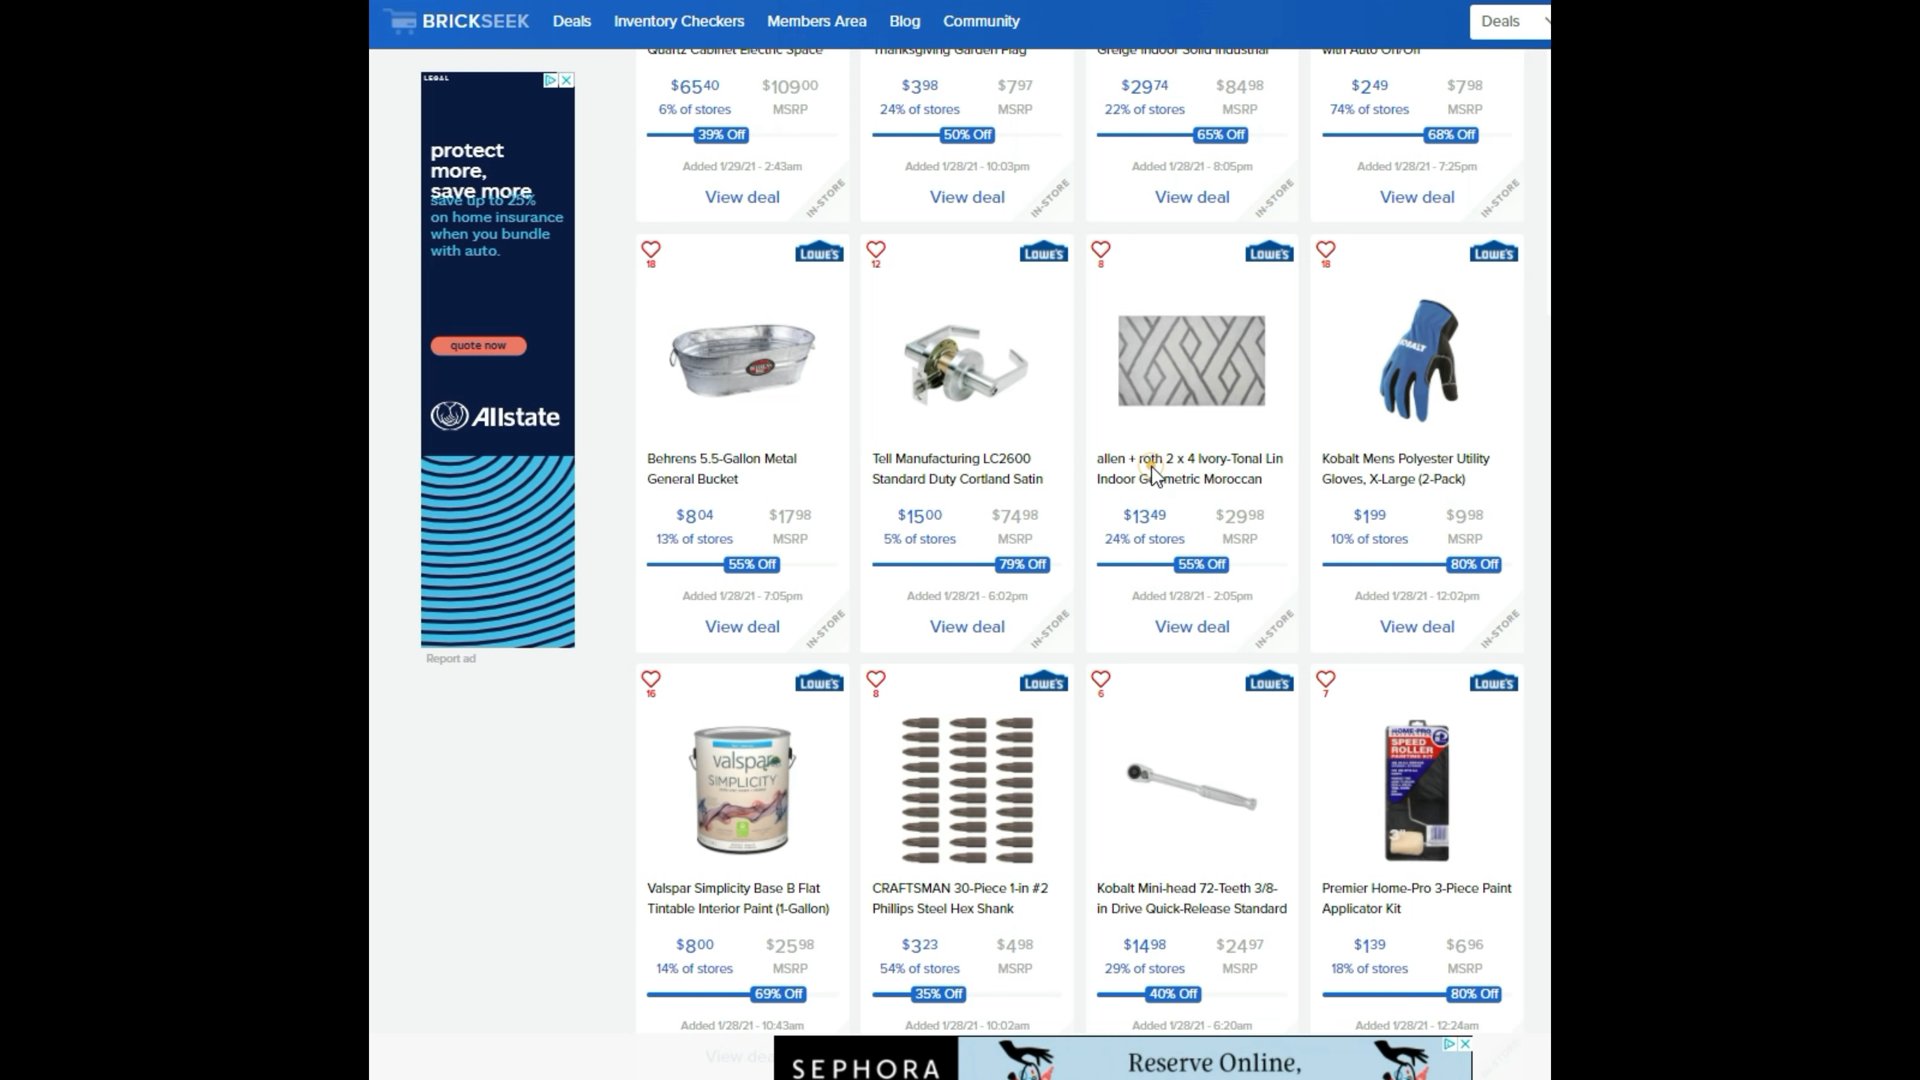 BRICKSEEK Deals Inventory Checkers Members Area Blog Community Deals
Quartz Cabinet Electric Space Thanksgiving Garden Flag Greige Indoor Solid Industrial with Auto On/Off
$65 40 $109 00 $3 98 $7 97 $29 74 $84 98 $2 49 $7 98
6% of stores MSRP 24% of stores MSRP 22% of stores MSRP 74% of stores MSRP
39% Off 50% Off 65% Off 68% Off
Added 1/29/21 - 2:43am Added 1/28/21 - 10:03pm Added 1/28/21 - 8:05pm Added 1/28/21 - 7:25pm
View deal IN-STORE View deal IN-STORE View deal IN-STORE View deal IN-STORE
LEGAL
protect
more,
save more
save up to 25%
on home insurance
when you bundle
with auto.
quote now
Allstate
Report ad
18 LOWE'S 12 LOWE'S 8 LOWE'S 18 LOWE'S
KOBALT
Behrens 5.5-Gallon Metal Tell Manufacturing LC2600 allen + roth 2 x 4 Ivory-Tonal Lin Kobalt Mens Polyester Utility
General Bucket Standard Duty Cortland Satin Indoor Geometric Moroccan Gloves, X-Large (2-Pack)
$8 04 $17 98 $15 00 $74 98 $13 49 $29 98 $1 99 $9 98
13% of stores MSRP 5% of stores MSRP 24% of stores MSRP 10% of stores MSRP
55% Off 79% Off 55% Off 80% Off
Added 1/28/21 - 7:05pm Added 1/28/21 - 6:02pm Added 1/28/21 - 2:05pm Added 1/28/21 - 12:02pm
View deal IN-STORE View deal IN-STORE View deal IN-STORE View deal IN-STORE
16 LOWE'S 8 LOWE'S 6 LOWE'S 7 LOWE'S
valspar
SIMPLICITY
HOME-PRO
SPEED
ROLLER
3"
Valspar Simplicity Base B Flat CRAFTSMAN 30-Piece 1-in #2 Kobalt Mini-head 72-Teeth 3/8- Premier Home-Pro 3-Piece Paint
Tintable Interior Paint (1-Gallon) Phillips Steel Hex Shank in Drive Quick-Release Standard Applicator Kit
$8 00 $25 98 $3 23 $4 98 $14 98 $24 97 $1 39 $6 96
14% of stores MSRP 54% of stores MSRP 29% of stores MSRP 18% of stores MSRP
69% Off 35% Off 40% Off 80% Off
Added 1/28/21 - 10:43am Added 1/28/21 - 10:02am Added 1/28/21 - 6:20am Added 1/28/21 - 12:24am
View deal
SEPHORA Reserve Online,